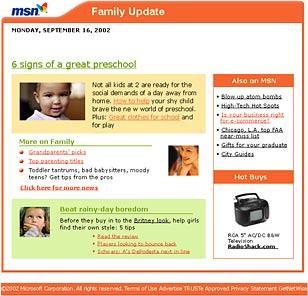 msn
Family Update
MONDAY, SEPTEMBER 16, 2002
6 signs of a great preschool
Not all kids at 2 are ready for the
social demands of a day away from
home. How to help your shy child
brave the new world of preschool.
Plus: Great clothes for school and
for play
More on Family
Grandparents' picks
Top parenting titles
Toddler tantrums, bad babysitters, moody
teens? Get tips from the pros
Click here for more news
Beat rainy-day boredom
Before they buy in to the Britney look, help girls
find their own style: 5 tips
Read the review
Players looking to bounce back
Schwarz: A's DePodesta next in line
Also on MSN
Blow up atom bombs
High-Tech Hot Spots
Is your business right
for e-commerce?
Chicago, L.A. top FAA
near-miss list
Gifts for your graduate
City Guides
Hot Buys
RCA 5" AC/DC B&W
Television
RadioShack.com
©2002 Microsoft Corporation. All rights reserved. Terms of Use Advertise TRUSTe Approved Privacy Statement GetNetWise